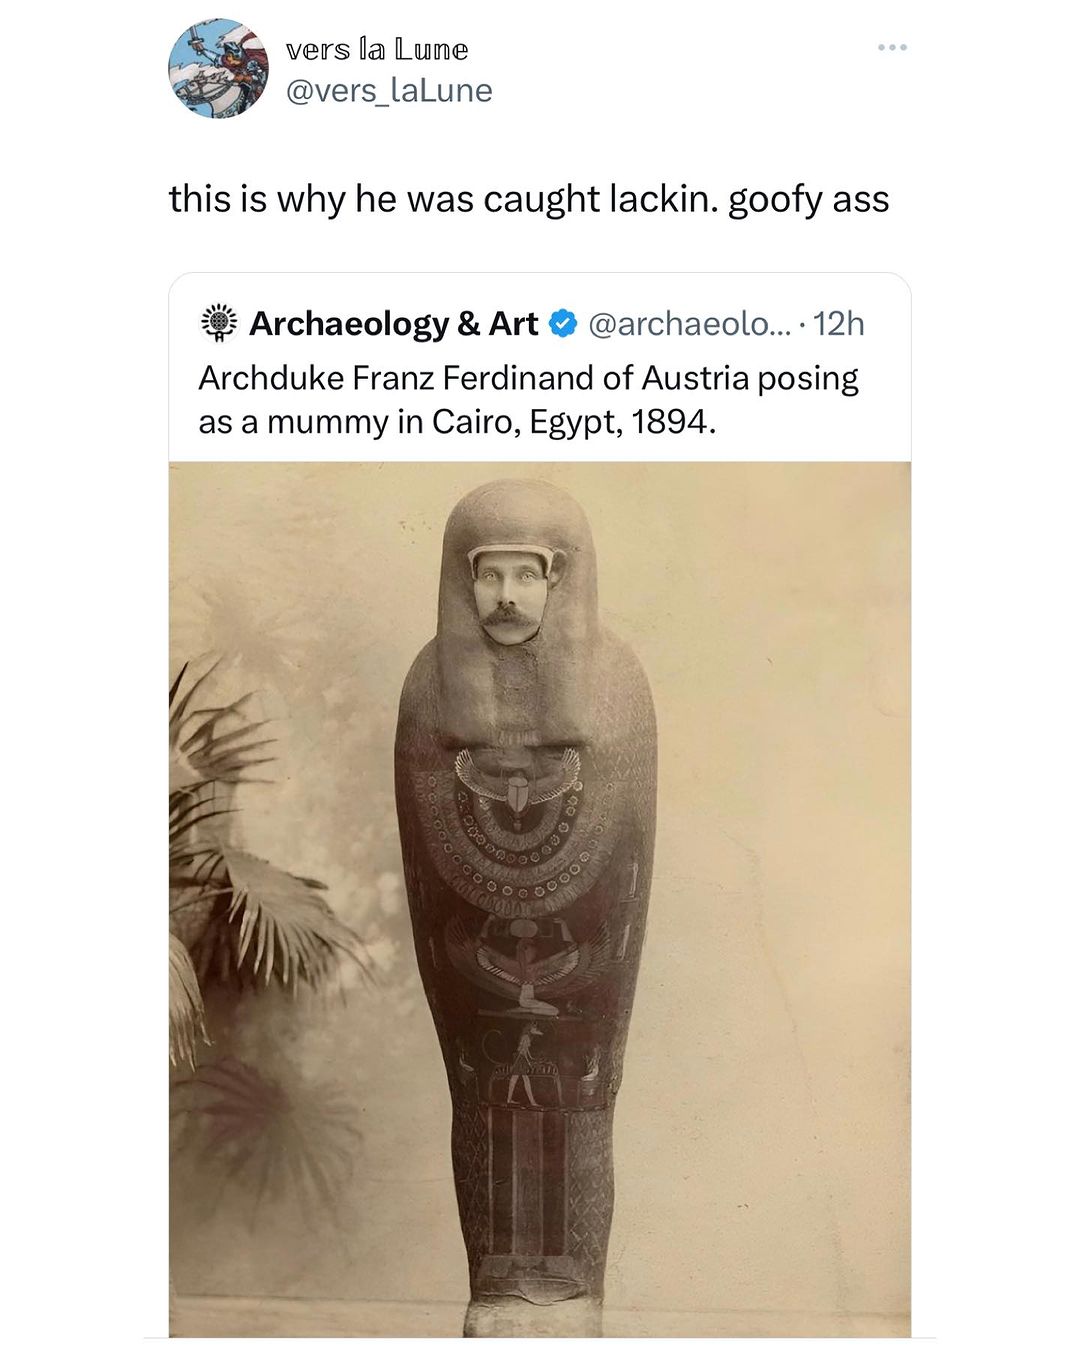 vers la Lune
@vers_laLune
this is why he was caught lackin. goofy ass
Archaeology & Art @archaeolo... · 12h
Archduke Franz Ferdinand of Austria posing
as a mummy in Cairo, Egypt, 1894.